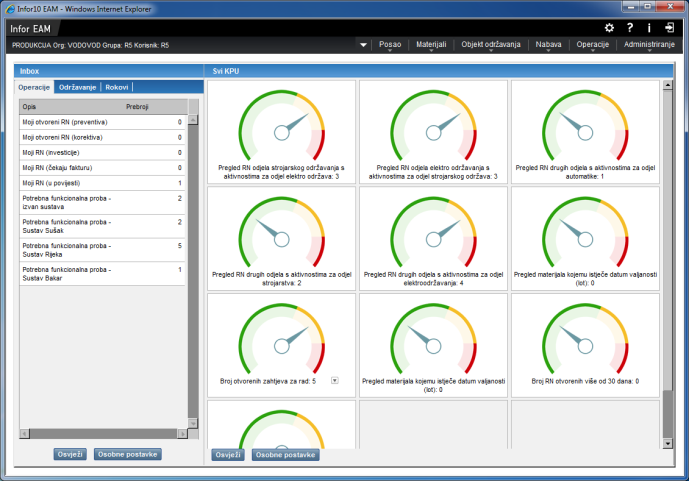 Infor10 EAM - Windows Internet Explorer
Infor EAM
PRODUKCIJA Org: VODOVOD Grupa: R5 Korisnik: R5
Posao | Materijali | Objekt održavanja | Nabava | Operacije | Administriranje
Inbox
Operacije | Održavanje | Rokovi
Opis Prebroji
Moji otvoreni RN (preventiva) 0
Moji otvoreni RN (korektiva) 0
Moji RN (investicije) 0
Moji RN (čekaju fakturu) 0
Moji RN (u povijesti) 1
Potrebna funkcionalna proba - 2
izvan sustava
Potrebna funkcionalna proba - 2
Sustav Sušak
Potrebna funkcionalna proba - 5
Sustav Rijeka
Potrebna funkcionalna proba - 1
Sustav Bakar
Osvježi Osobne postavke
Svi KPU
Pregled RN odjela strojarskog održavanja s
aktivnostima za odjel elektro održava: 3
Pregled RN odjela elektro održavanja s
aktivnostima za odjel strojarskog održava: 3
Pregled RN drugih odjela s aktivnostima za odjel
automatike: 1
Pregled RN drugih odjela s aktivnostima za odjel
strojarstva: 2
Pregled RN drugih odjela s aktivnostima za odjel
elektroodržavanja: 4
Pregled materijala kojemu istječe datum valjanosti
(lot): 0
Broj otvorenih zahtjeva za rad: 5
Pregled materijala kojemu istječe datum valjanosti
(lot): 0
Broj RN otvorenih više od 30 dana: 0
Osvježi Osobne postavke